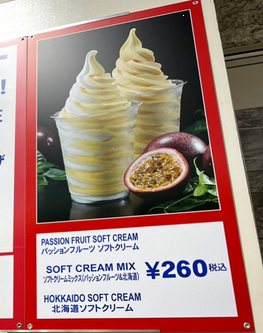 PASSION FRUIT SOFT CREAM
パッションフルーツ ソフトクリーム
SOFT CREAM MIX
ソフトクリームミックス(パッションフルーツ&北海道)
¥260税込
HOKKAIDO SOFT CREAM
北海道ソフトクリーム